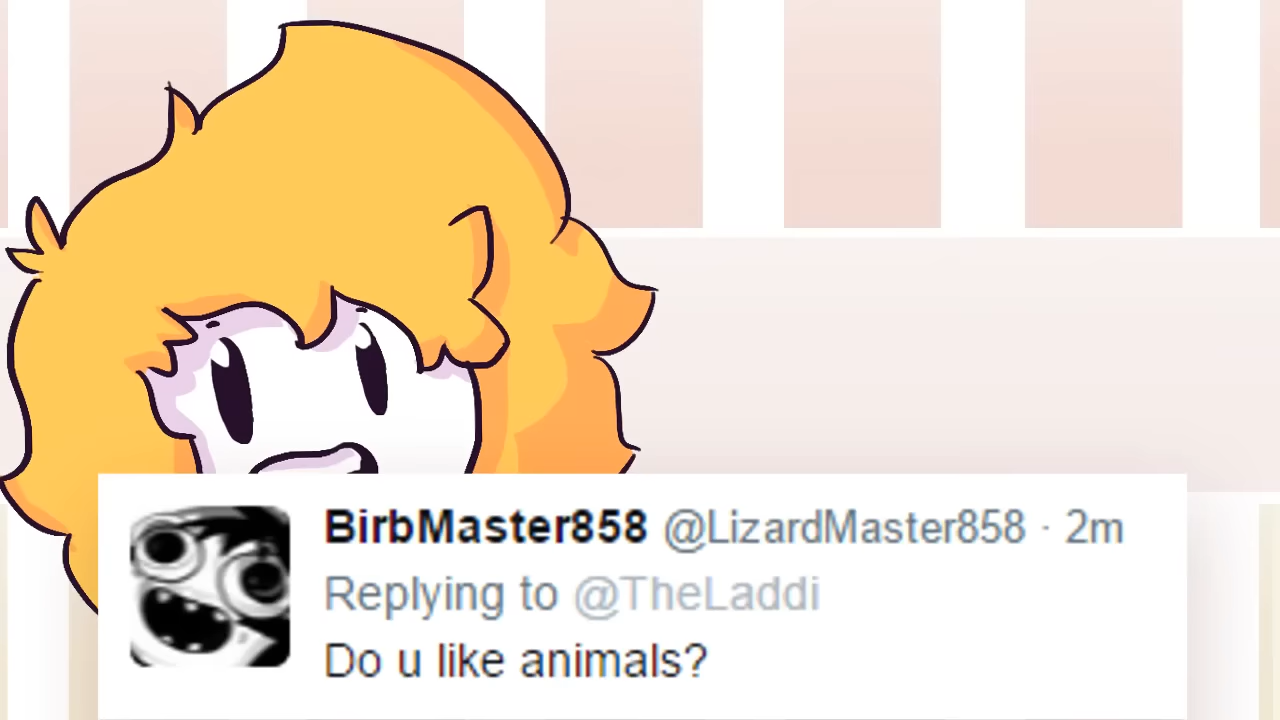 BirbMaster858 @LizardMaster858 · 2m
Replying to @TheLaddi
Do u like animals?